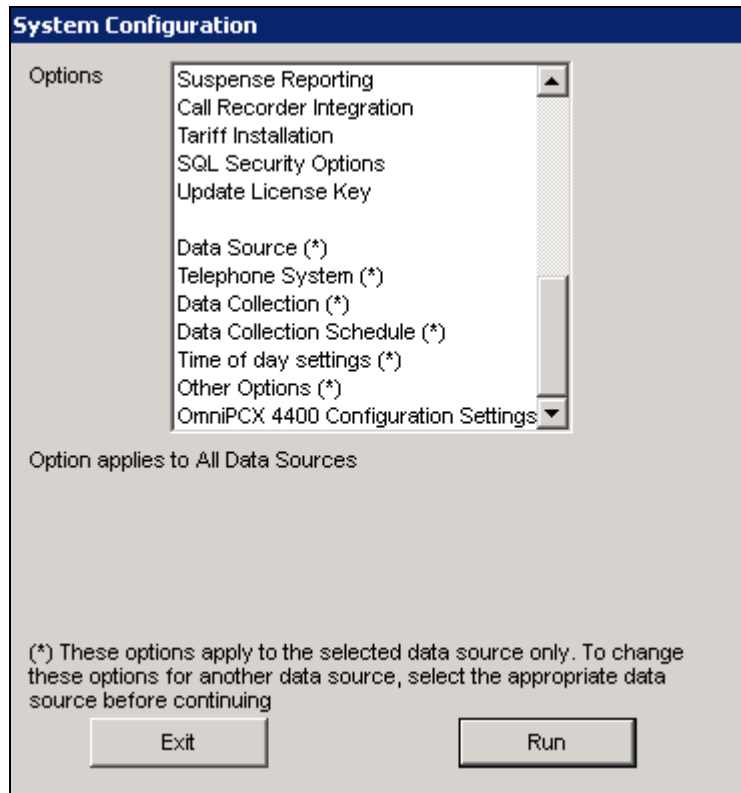 System Configuration
Options
Suspense Reporting
Call Recorder Integration
Tariff Installation
SQL Security Options
Update License Key
Data Source (*)
Telephone System (*)
Data Collection (*)
Data Collection Schedule (*)
Time of day settings (*)
Other Options (*)
OmniPCX 4400 Configuration Settings
Option applies to All Data Sources
(*) These options apply to the selected data source only. To change
these options for another data source, select the appropriate data
source before continuing
Exit
Run